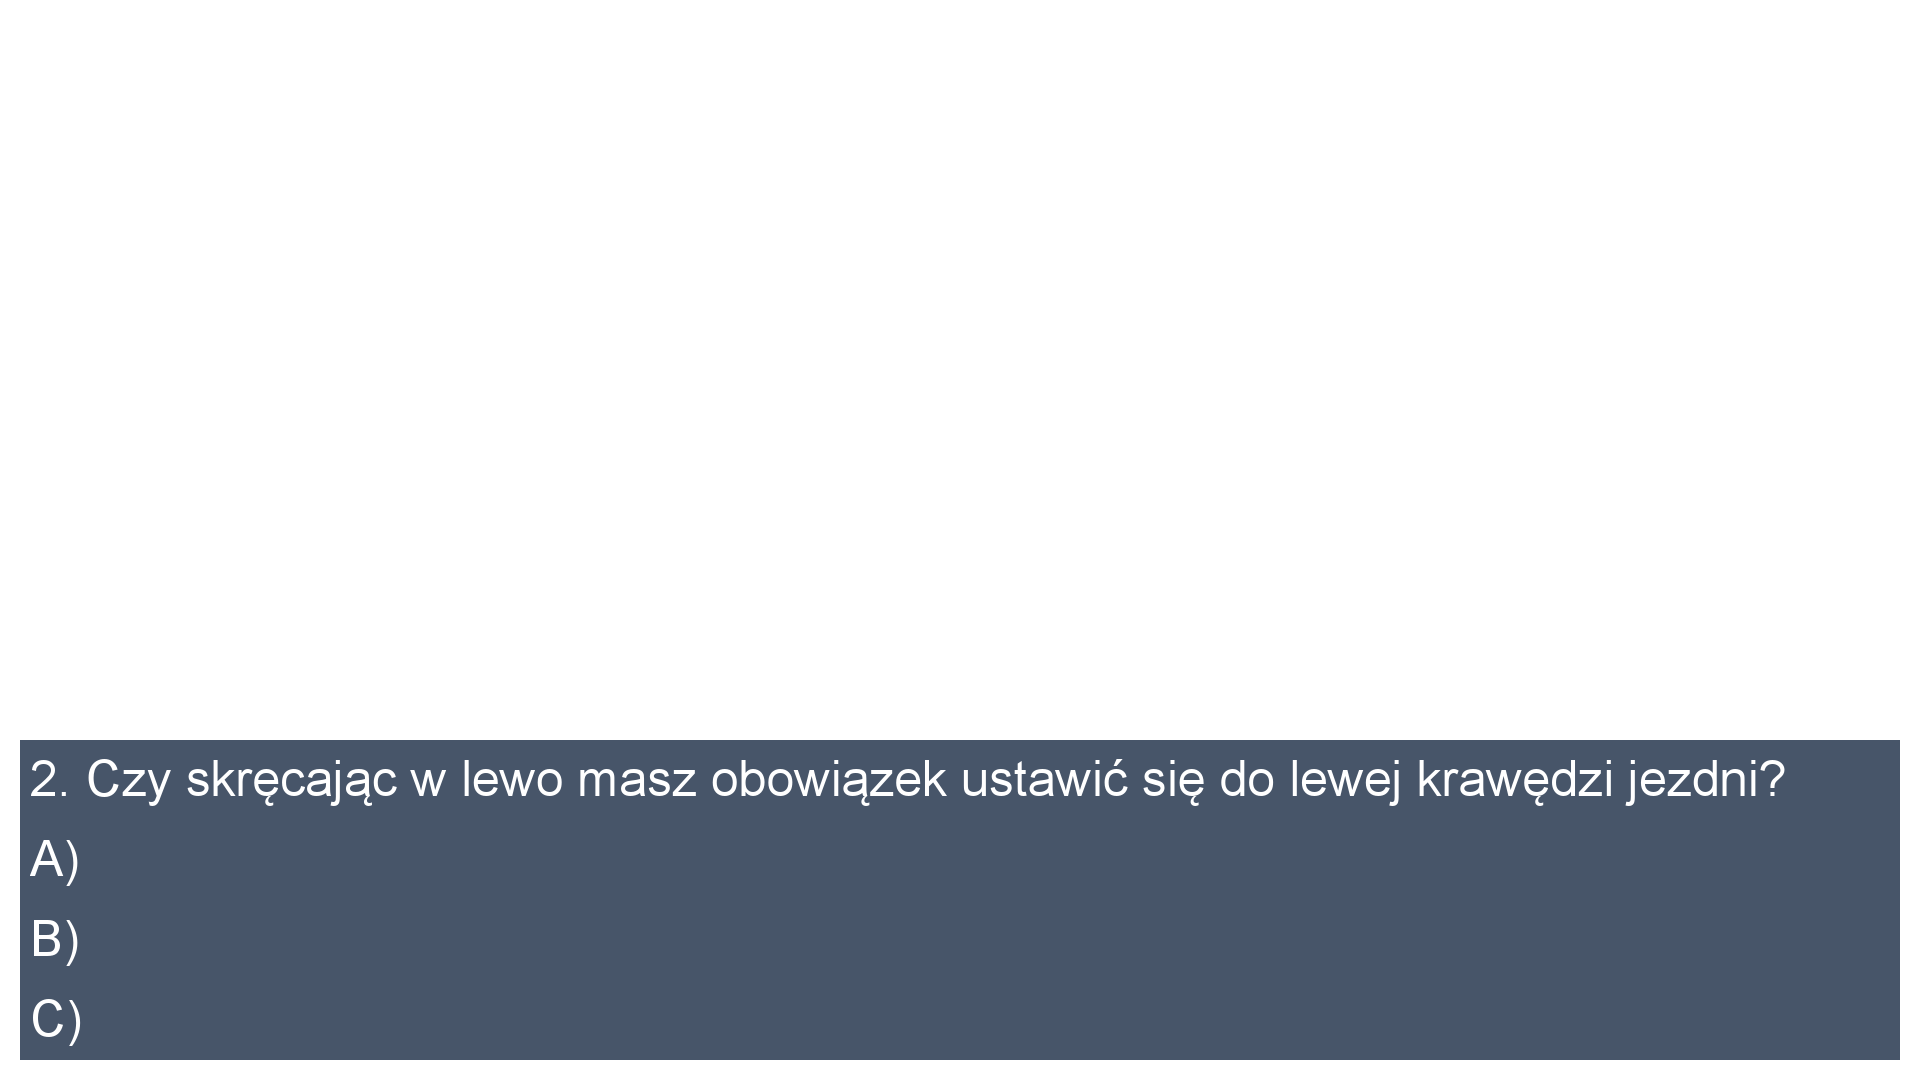 2. Czy skręcając w lewo masz obowiązek ustawić się do lewej krawędzi jezdni?
A)
B)
C)